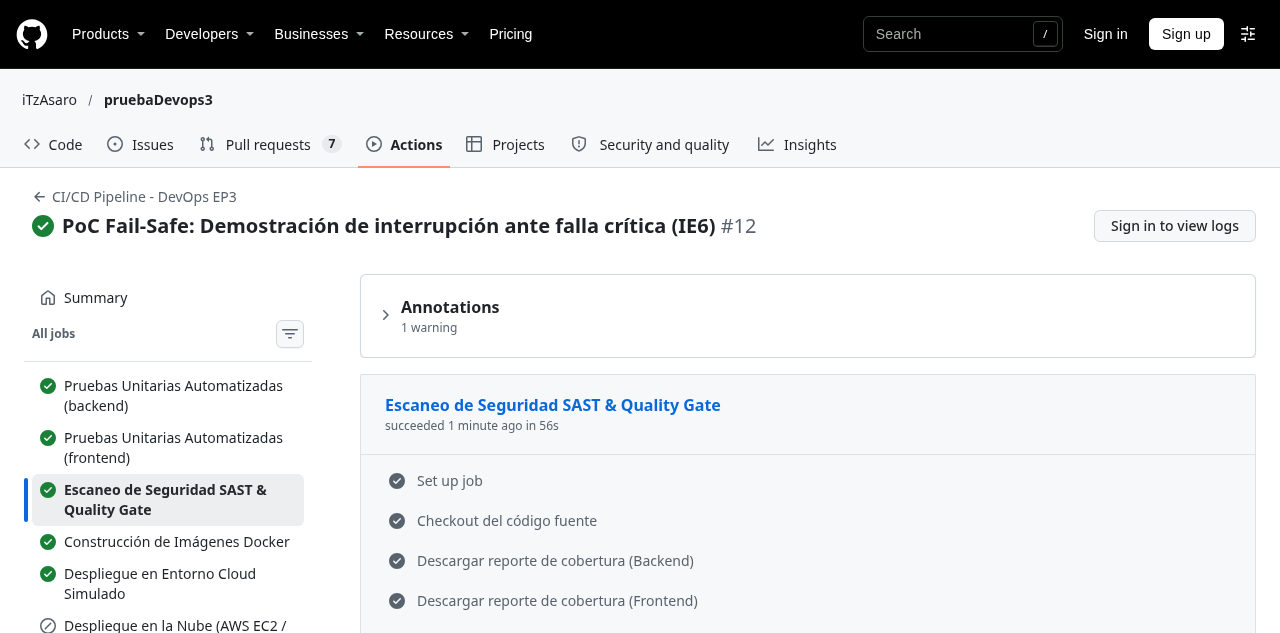 Products Developers Businesses Resources Pricing Search / Sign in Sign up
iTzAsaro / pruebaDevops3
Code Issues Pull requests 7 Actions Projects Security and quality Insights
CI/CD Pipeline - DevOps EP3
PoC Fail-Safe: Demostración de interrupción ante falla crítica (IE6) #12
Sign in to view logs
Summary
All jobs
Pruebas Unitarias Automatizadas
(backend)
Pruebas Unitarias Automatizadas
(frontend)
Escaneo de Seguridad SAST &
Quality Gate
Construcción de Imágenes Docker
Despliegue en Entorno Cloud
Simulado
Despliegue en la Nube (AWS EC2 /
Annotations
1 warning
Escaneo de Seguridad SAST & Quality Gate
succeeded 1 minute ago in 56s
Set up job
Checkout del código fuente
Descargar reporte de cobertura (Backend)
Descargar reporte de cobertura (Frontend)